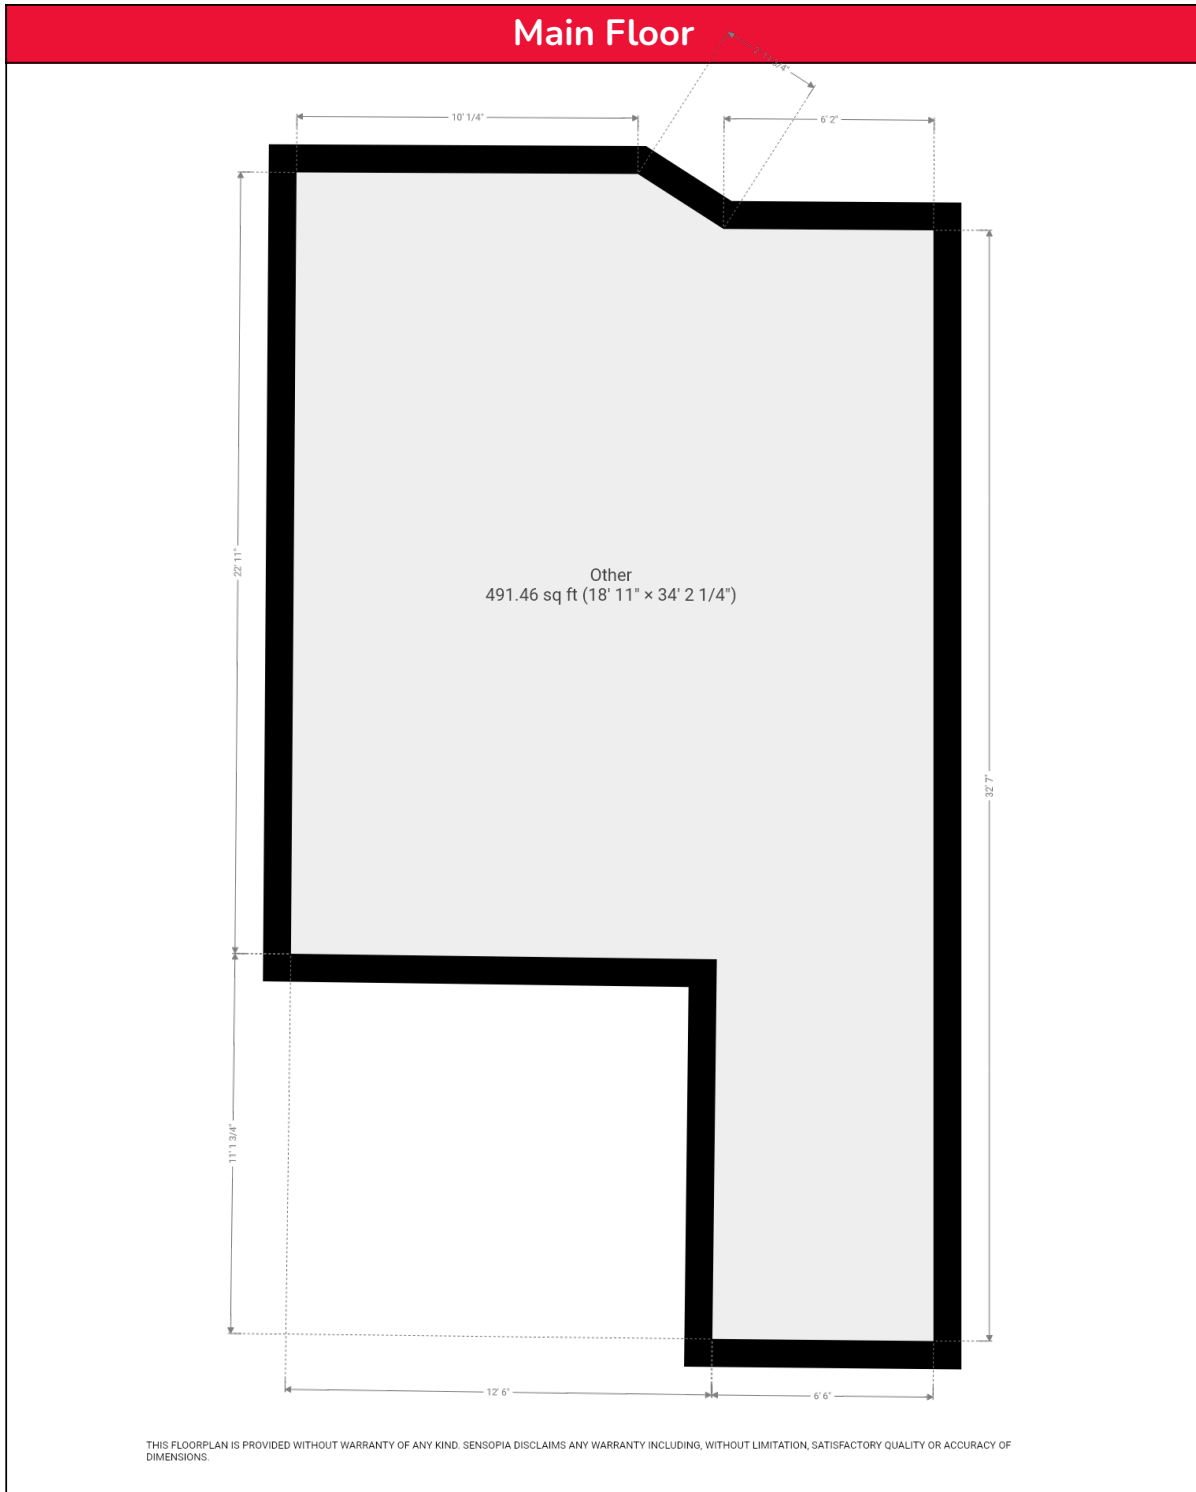 Main Floor
10' 1/4"
6' 2"
22' 11"
Other
491.46 sq ft (18' 11" × 34' 2 1/4")
32' 7"
11' 1 3/4"
12' 6"
6' 6"
THIS FLOORPLAN IS PROVIDED WITHOUT WARRANTY OF ANY KIND. SENSOPIA DISCLAIMS ANY WARRANTY INCLUDING, WITHOUT LIMITATION, SATISFACTORY QUALITY OR ACCURACY OF
DIMENSIONS.